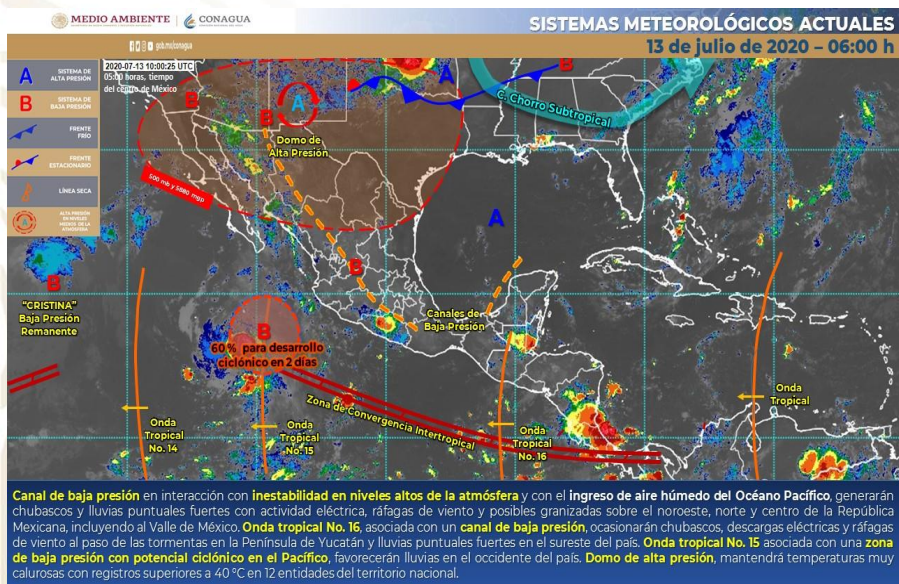 MEDIO AMBIENTE
CONAGUA
SISTEMAS METEOROLÓGICOS ACTUALES
gob.mx/conagua
13 de julio de 2020 – 06:00 h
A SISTEMA DE
ALTA PRESIÓN
B SISTEMA DE
BAJA PRESIÓN
FRENTE
FRÍO
FRENTE
ESTACIONARIO
LÍNEA SECA
A ALTA PRESIÓN
EN NIVELES
MEDIOS DE LA
ATMÓSFERA
2020-07-13 10:00:25 UTC
05:00 horas, tiempo
del centro de México
B
A
B
A
B
C. Chorro Subtropical
Domo de
Alta Presión
500 mb y 5880 mgp
A
B
B
"CRISTINA"
Baja Presión
Remanente
Canales de
Baja Presión
B
60% para desarrollo
ciclónico en 2 días
Zona de Convergencia Intertropical
Onda
Tropical
No. 14
Onda
Tropical
No. 15
Onda
Tropical
No. 16
Onda
Tropical
Canal de baja presión en interacción con inestabilidad en niveles altos de la atmósfera y con el ingreso de aire húmedo del Océano Pacífico, generarán
chubascos y lluvias puntuales fuertes con actividad eléctrica, ráfagas de viento y posibles granizadas sobre el noroeste, norte y centro de la República
Mexicana, incluyendo al Valle de México. Onda tropical No. 16, asociada con un canal de baja presión, ocasionarán chubascos, descargas eléctricas y ráfagas
de viento al paso de las tormentas en la Península de Yucatán y lluvias puntuales fuertes en el sureste del país. Onda tropical No. 15 asociada con una zona
de baja presión con potencial ciclónico en el Pacífico, favorecerán lluvias en el occidente del país. Domo de alta presión, mantendrá temperaturas muy
calurosas con registros superiores a 40 °C en 12 entidades del territorio nacional.